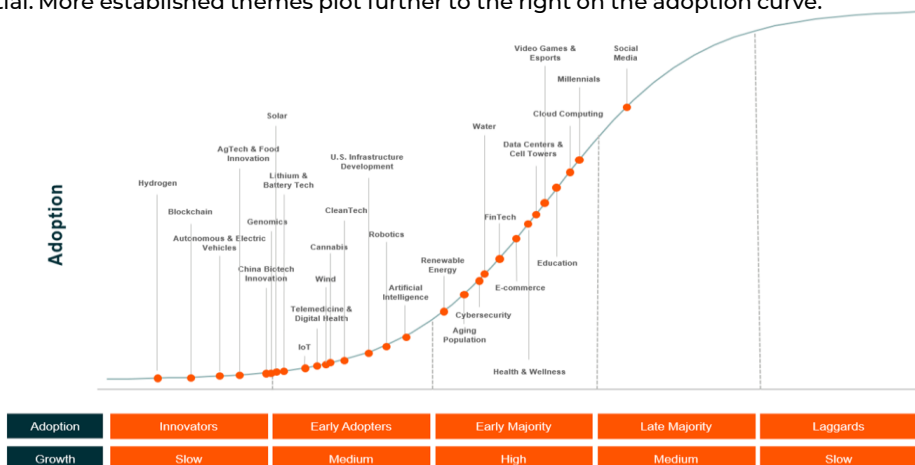 tial. More established themes plot further to the right on the adoption curve.
Video Games &
Esports
Social
Media
Millennials
Cloud Computing
Solar
Water
Data Centers &
Cell Towers
AgTech & Food
Innovation
U.S. Infrastructure
Development
Lithium &
Battery Tech
Hydrogen
Blockchain
CleanTech
FinTech
Genomics
Autonomous & Electric
Vehicles
Robotics
Cannabis
Renewable
Energy
Education
China Biotech
Innovation
Wind
Artificial
Intelligence
E-commerce
Telemedicine &
Digital Health
Cybersecurity
Aging
Population
IoT
Health & Wellness
Adoption
Adoption
Innovators
Early Adopters
Early Majority
Late Majority
Laggards
Growth
Slow
Medium
High
Medium
Slow